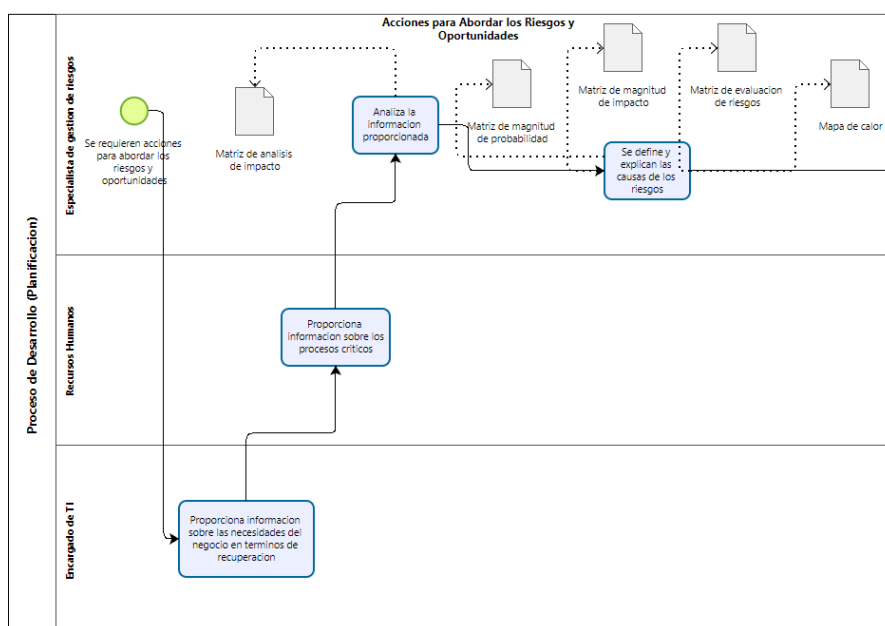 Proceso de Desarrollo (Planificacion)
Acciones para Abordar los Riesgos y
Oportunidades
Especialista de gestion de riesgos
Se requieren acciones
para abordar los
riesgos y
oportunidades
Matriz de analisis
de impacto
Analiza la
informacion
proporcionada
Matriz de magnitud
de probabilidad
Matriz de magnitud
de impacto
Matriz de evaluacion
de riesgos
Mapa de calor
Se define y
explican las
causas de los
riesgos
Recursos Humanos
Proporciona
informacion sobre los
procesos criticos
Encargado de TI
Proporciona informacion
sobre las necesidades del
negocio en terminos de
recuperacion